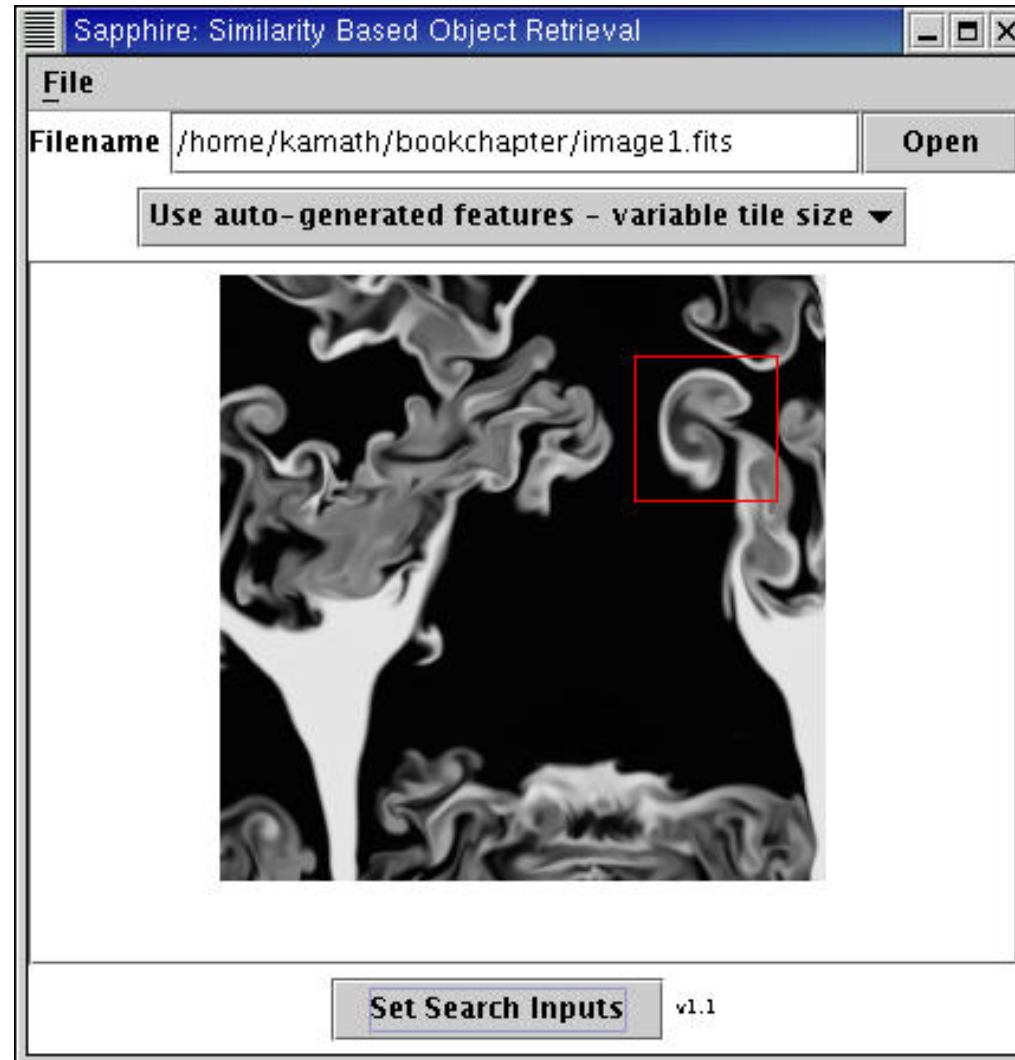 Sapphire: Similarity Based Object Retrieval
File
Filename /home/kamath/bookchapter/image1.fits Open
Use auto-generated features - variable tile size
Set Search Inputs v1.1